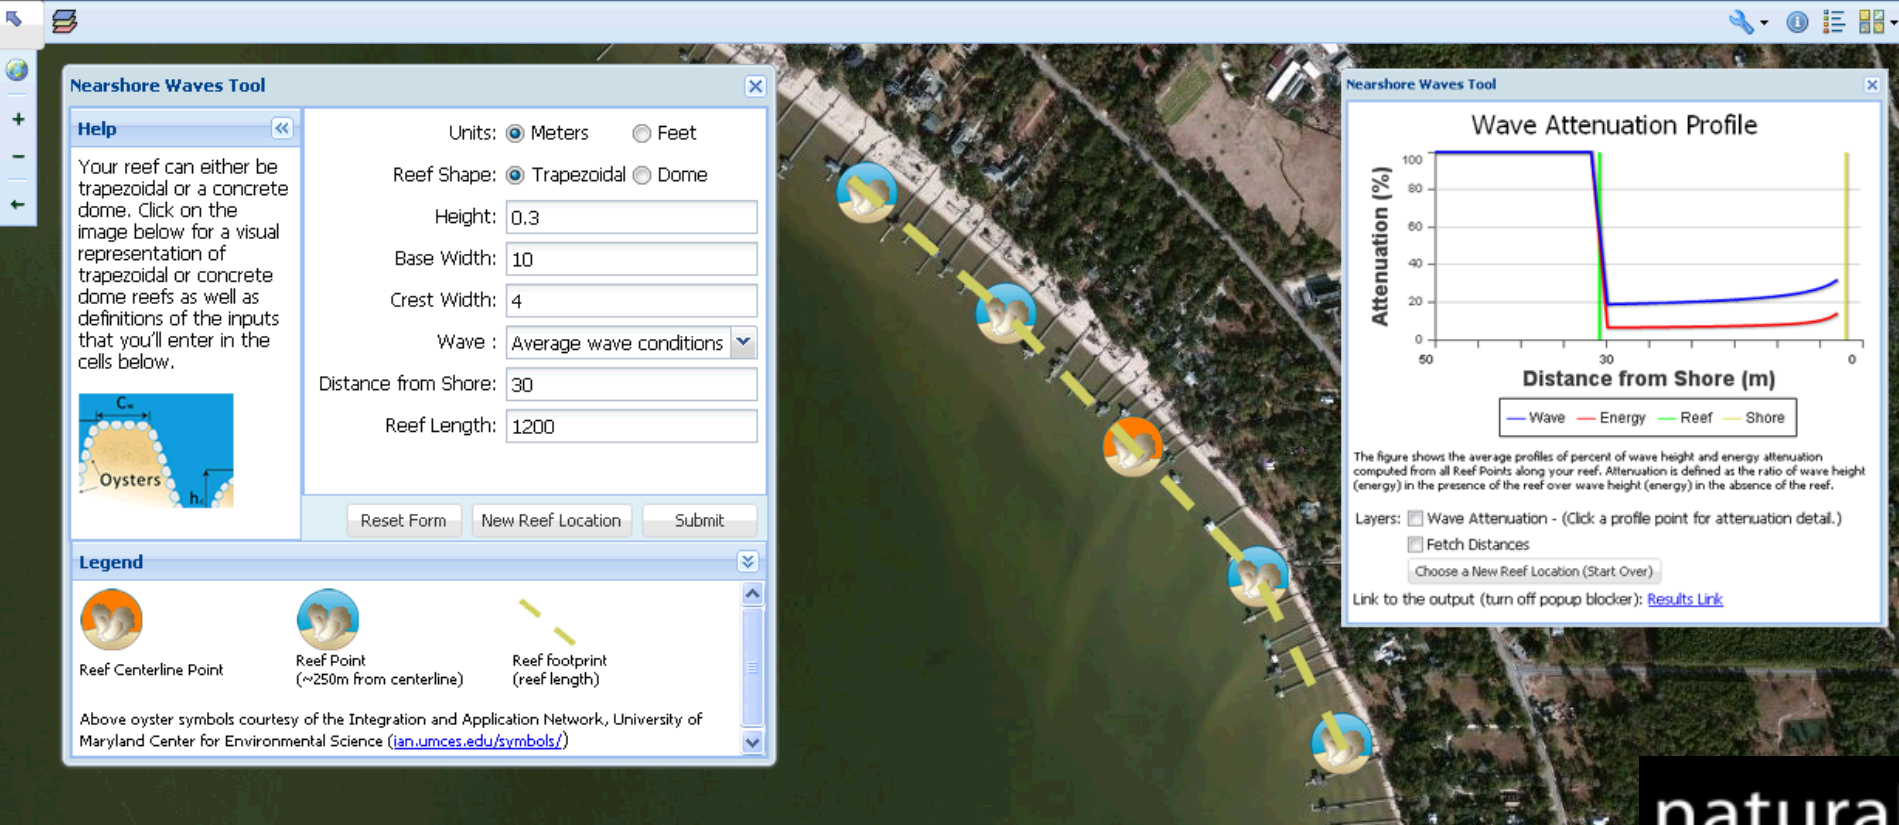 Nearshore Waves Tool
Help
Your reef can either be
trapezoidal or a concrete
dome. Click on the
image below for a visual
representation of
trapezoidal or concrete
dome reefs as well as
definitions of the inputs
that you'll enter in the
cells below.
Cw
Oysters
h
Units: Meters Feet
Reef Shape: Trapezoidal Dome
Height: 0.3
Base Width: 10
Crest Width: 4
Wave : Average wave conditions
Distance from Shore: 30
Reef Length: 1200
Reset Form New Reef Location Submit
Legend
Reef Centerline Point
Reef Point
(~250m from centerline)
Reef footprint
(reef length)
Above oyster symbols courtesy of the Integration and Application Network, University of
Maryland Center for Environmental Science (ian.umces.edu/symbols/)
Nearshore Waves Tool
Wave Attenuation Profile
Attenuation (%)
100
80
60
40
20
0
50 30 0
Distance from Shore (m)
Wave Energy Reef Shore
The figure shows the average profiles of percent of wave height and energy attenuation
computed from all Reef Points along your reef. Attenuation is defined as the ratio of wave height
(energy) in the presence of the reef over wave height (energy) in the absence of the reef.
Layers: Wave Attenuation - (Click a profile point for attenuation detail.)
Fetch Distances
Choose a New Reef Location (Start Over)
Link to the output (turn off popup blocker): Results Link
natura